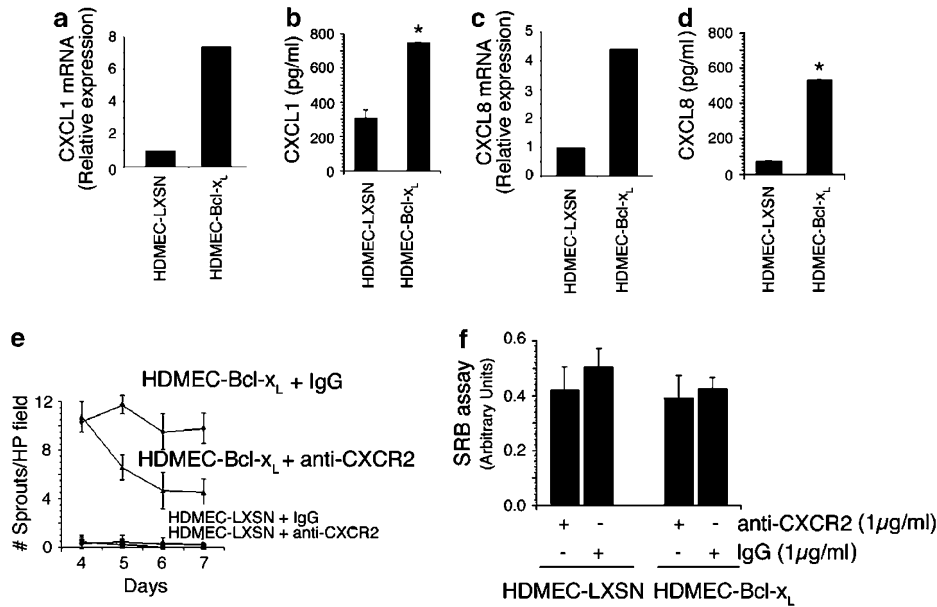 a
CXCL1 mRNA
(Relative expression)
8
6
4
2
0
HDMEC-LXSN
HDMEC-Bcl-xL
b
CXCL1 (pg/ml)
800
600
400
200
0
*
HDMEC-LXSN
HDMEC-Bcl-xL
c
CXCL8 mRNA
(Relative expression)
5
4
3
2
1
0
HDMEC-LXSN
HDMEC-Bcl-xL
d
CXCL8 (pg/ml)
800
600
400
200
0
*
HDMEC-LXSN
HDMEC-Bcl-xL
e
# Sprouts/HP field
12
8
4
0
HDMEC-Bcl-xL + IgG
HDMEC-Bcl-xL + anti-CXCR2
HDMEC-LXSN + IgG
HDMEC-LXSN + anti-CXCR2
4 5 6 7
Days
f
SRB assay
(Arbitrary Units)
0.6
0.4
0.2
0.0
+ - + - anti-CXCR2 (1µg/ml)
- + - + IgG (1µg/ml)
HDMEC-LXSN HDMEC-Bcl-xL